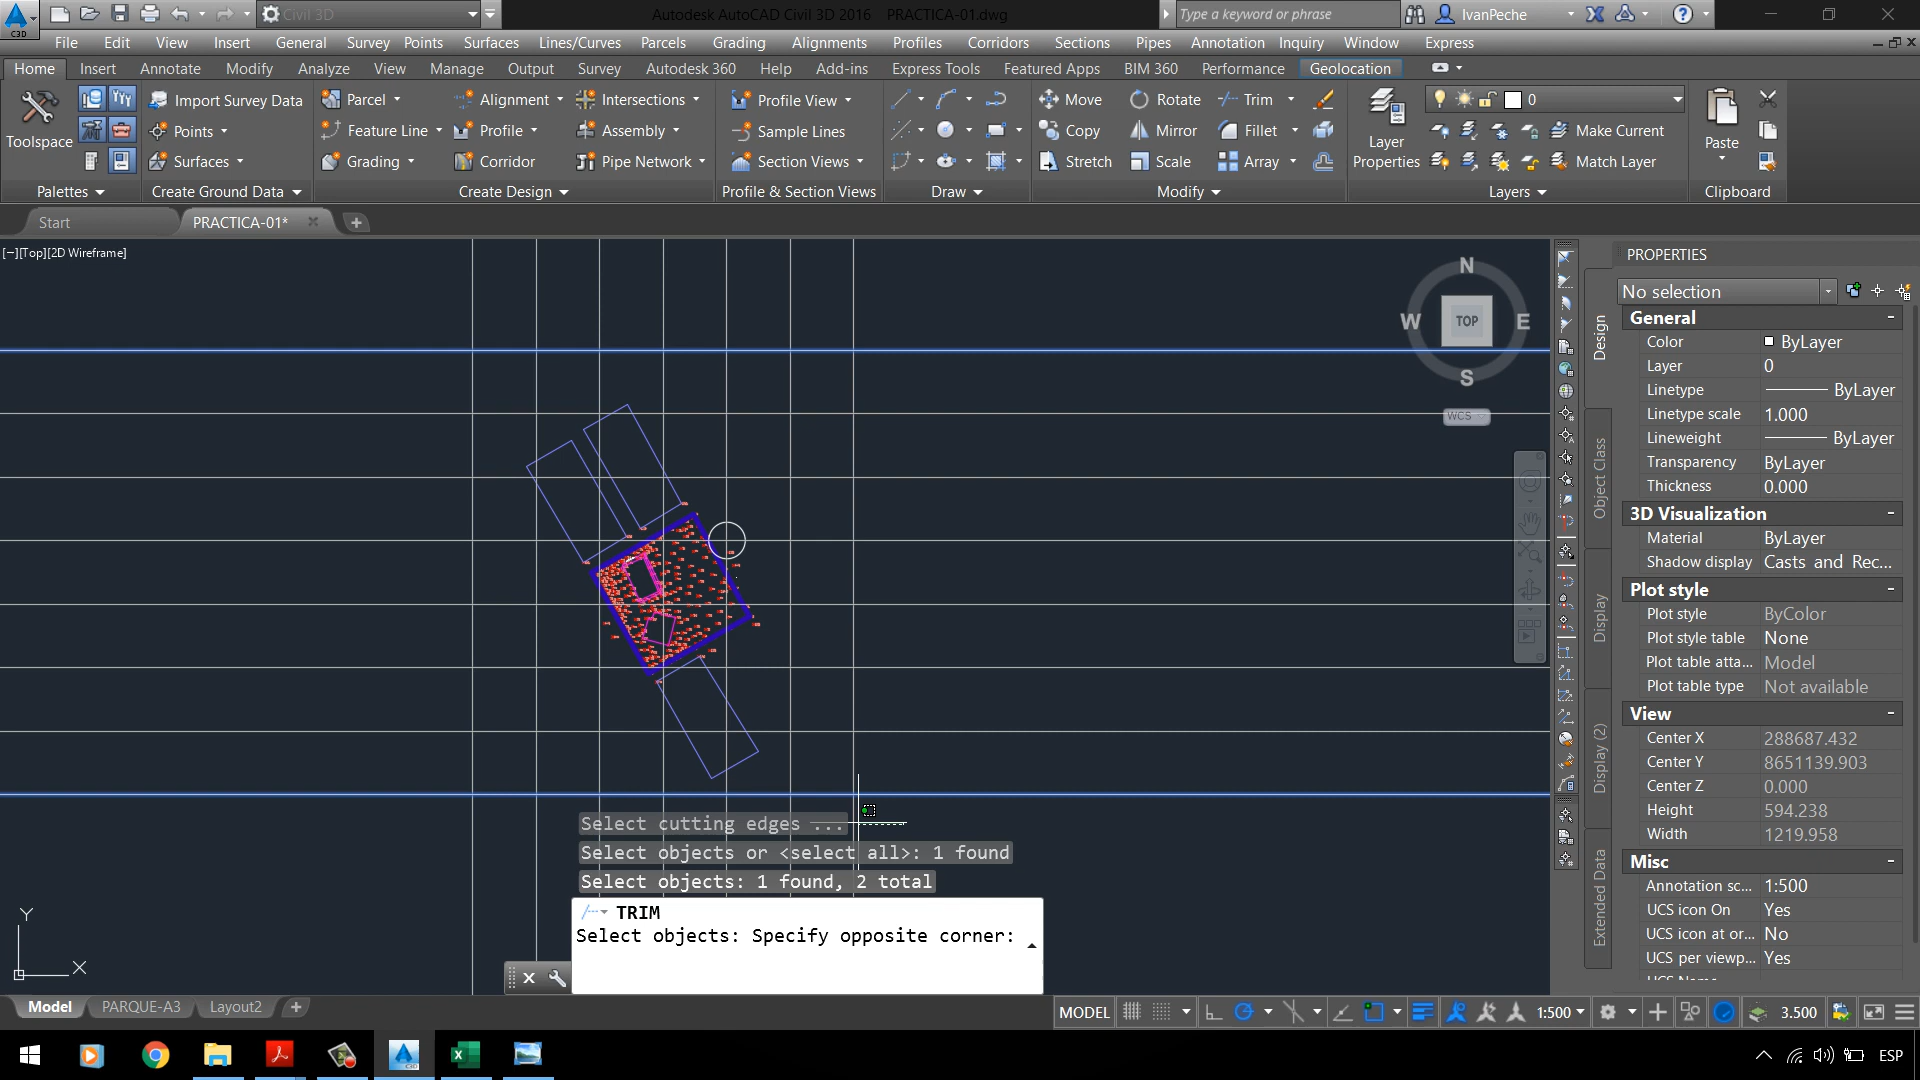 Civil 3D
Autodesk AutoCAD Civil 3D 2016 PRACTICA-01.dwg
Type a keyword or phrase
IvanPeche
C3D
File Edit View Insert General Survey Points Surfaces Lines/Curves Parcels Grading Alignments Profiles Corridors Sections Pipes Annotation Inquiry Window Express
Home Insert Annotate Modify Analyze View Manage Output Survey Autodesk 360 Help Add-ins Express Tools Featured Apps BIM 360 Performance Geolocation
Import Survey Data Parcel Alignment Intersections Profile View Move Rotate Trim 0
Toolspace Points Feature Line Profile Assembly Sample Lines Copy Mirror Fillet Layer Properties Make Current Paste
Surfaces Grading Corridor Pipe Network Section Views Stretch Scale Array Match Layer
Palettes Create Ground Data Create Design Profile & Section Views Draw Modify Layers Clipboard
Start PRACTICA-01*
[−][Top][2D Wireframe]
N
W TOP E
S
WCS
PROPERTIES
No selection
General
Color ByLayer
Layer 0
Linetype ByLayer
Linetype scale 1.000
Lineweight ByLayer
Transparency ByLayer
Thickness 0.000
3D Visualization
Material ByLayer
Shadow display Casts and Rec...
Plot style
Plot style ByColor
Plot style table None
Plot table atta... Model
Plot table type Not available
View
Center X 288687.432
Center Y 8651139.903
Center Z 0.000
Height 594.238
Width 1219.958
Misc
Annotation sc... 1:500
UCS icon On Yes
UCS icon at or... No
UCS per viewp... Yes
UCS Name
Design
Object Class
Display
Display (2)
Extended Data
Select cutting edges ...
Select objects or <select all>: 1 found
Select objects: 1 found, 2 total
TRIM
Select objects: Specify opposite corner:
Y
X
Model PARQUE-A3 Layout2
MODEL 1:500 3.500
ESP